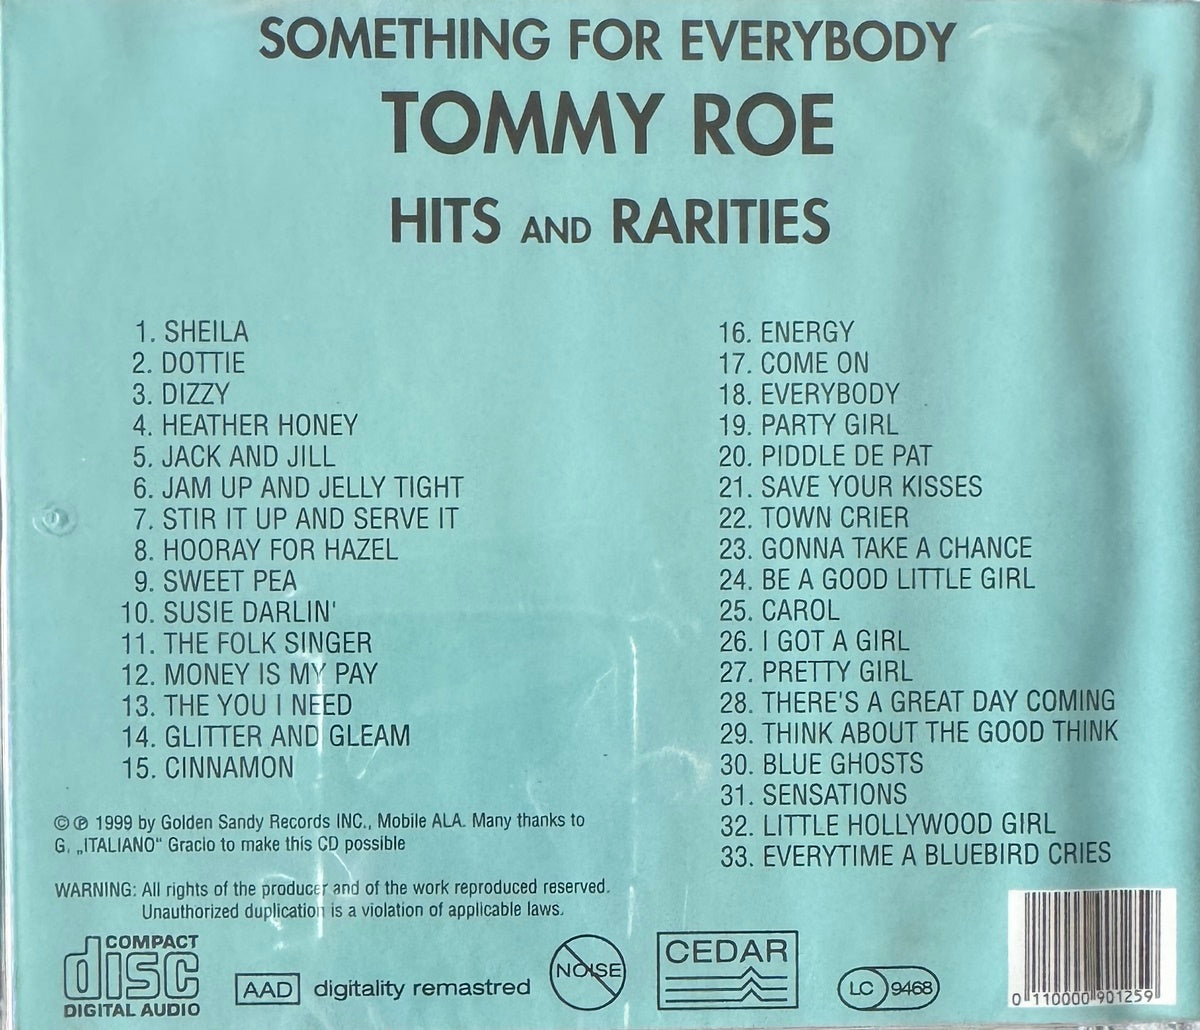 SOMETHING FOR EVERYBODY
TOMMY ROE
HITS AND RARITIES
1. SHEILA
2. DOTTIE
3. DIZZY
4. HEATHER HONEY
5. JACK AND JILL
6. JAM UP AND JELLY TIGHT
7. STIR IT UP AND SERVE IT
8. HOORAY FOR HAZEL
9. SWEET PEA
10. SUSIE DARLIN'
11. THE FOLK SINGER
12. MONEY IS MY PAY
13. THE YOU I NEED
14. GLITTER AND GLEAM
15. CINNAMON
16. ENERGY
17. COME ON
18. EVERYBODY
19. PARTY GIRL
20. PIDDLE DE PAT
21. SAVE YOUR KISSES
22. TOWN CRIER
23. GONNA TAKE A CHANCE
24. BE A GOOD LITTLE GIRL
25. CAROL
26. I GOT A GIRL
27. PRETTY GIRL
28. THERE'S A GREAT DAY COMING
29. THINK ABOUT THE GOOD THINK
30. BLUE GHOSTS
31. SENSATIONS
32. LITTLE HOLLYWOOD GIRL
33. EVERYTIME A BLUEBIRD CRIES
© ℗ 1999 by Golden Sandy Records INC., Mobile ALA. Many thanks to
G. „ITALIANO“ Gracio to make this CD possible
WARNING: All rights of the producer and of the work reproduced reserved.
Unauthorized duplication is a violation of applicable laws.
COMPACT
disc
DIGITAL AUDIO
AAD digitality remastred
NOISE
CEDAR
LC 9468
0 110000 901259